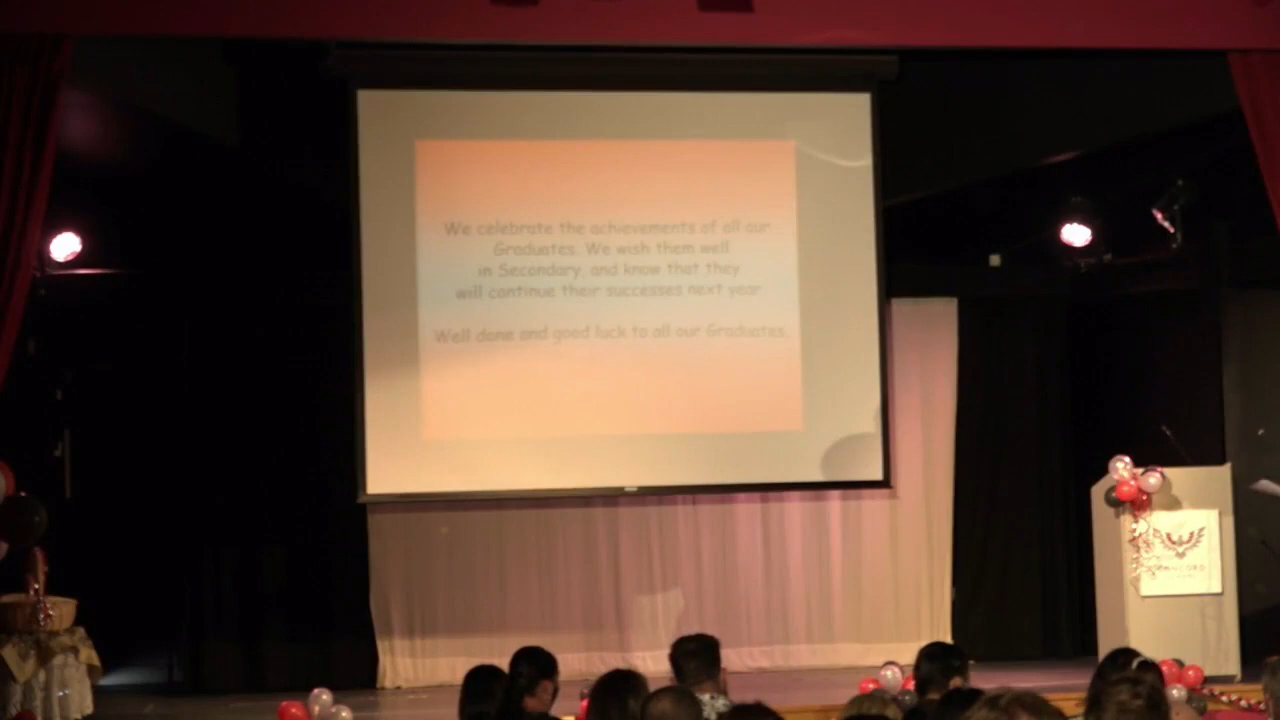 We celebrate the achievements of all our
Graduates. We wish them well
in Secondary, and know that they
will continue their successes next year
Well done and good luck to all our Graduates.